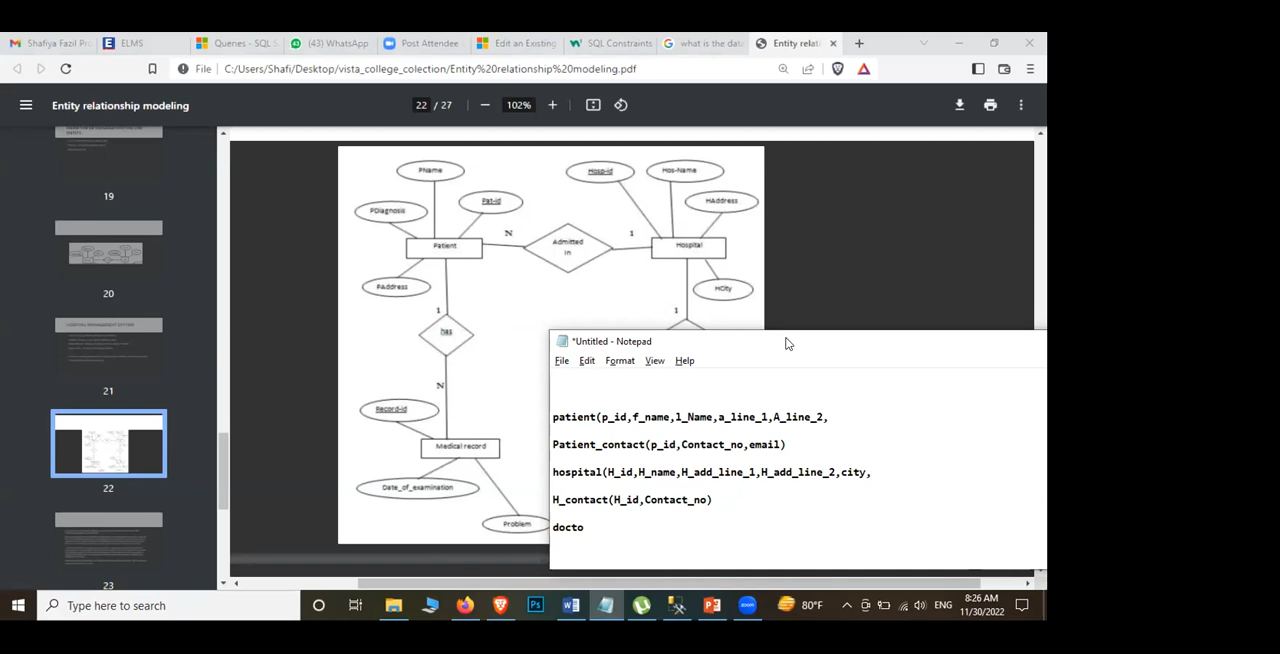 Shafiya Fazil Pr
ELMS
Queries - SQL S
(43) WhatsApp
Post Attendee
Edit an Existing
SQL Constraints
what is the data
Entity relati
File
C:/Users/Shafi/Desktop/vista_college_colection/Entity%20relationship%20modeling.pdf
Entity relationship modeling
22 / 27
102%
19
20
21
22
23
PName
Pat-id
PDiagnosis
Patient
PAddress
N
Admitted
in
1
Hosp-id
Hos-Name
HAddress
Hospital
HCity
1
1
has
N
Record-id
Medical record
Date_of_examination
Problem
*Untitled - Notepad
File Edit Format View Help
patient(p_id,f_name,l_Name,a_line_1,A_line_2,
Patient_contact(p_id,Contact_no,email)
hospital(H_id,H_name,H_add_line_1,H_add_line_2,city,
H_contact(H_id,Contact_no)
docto
Type here to search
80°F
ENG
8:26 AM
11/30/2022